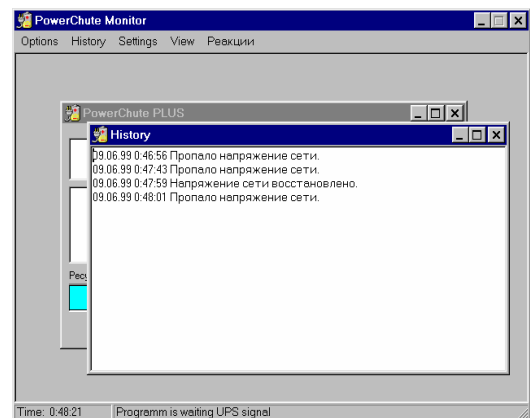 PowerChute Monitor
Options History Settings View Реакции
PowerChute PLUS
History
09.06.99 0:46:56 Пропало напряжение сети.
09.06.99 0:47:43 Пропало напряжение сети.
09.06.99 0:47:59 Напряжение сети восстановлено.
09.06.99 0:48:01 Пропало напряжение сети.
Time: 0:48:21 Programm is waiting UPS signal